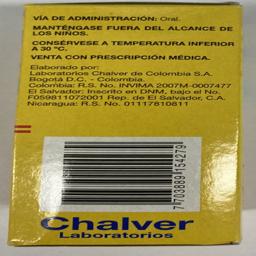 VÍA DE ADMINISTRACIÓN: Oral.
MANTÉNGASE FUERA DEL ALCANCE DE
LOS NIÑOS.
CONSÉRVESE A TEMPERATURA INFERIOR
A 30 °C.
VENTA CON PRESCRIPCIÓN MÉDICA.
Elaborado por:
Laboratorios Chalver de Colombia S.A.
Bogotá D.C. - Colombia.
Colombia: R.S. No. INVIMA 2007M-0007477
El Salvador: Inscrito en DNM, bajo el No.
F059811072001 Rep. de El Salvador, C.A.
Nicaragua: R.S. No. 01117610811
7703889154279
Chalver
Laboratorios